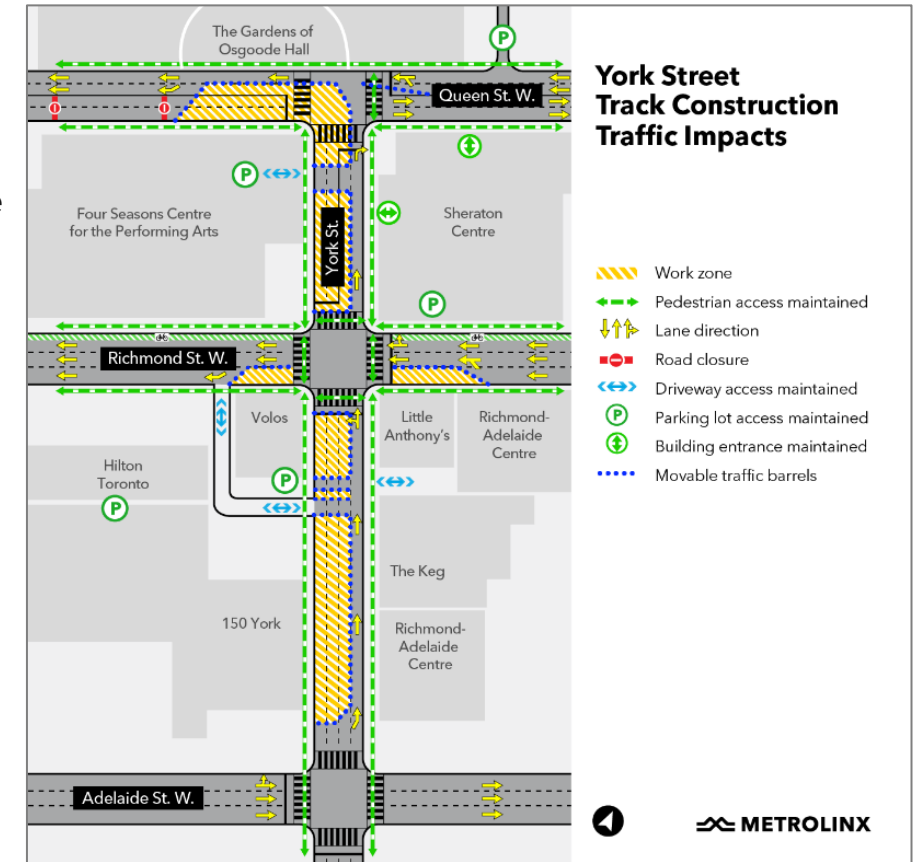 The Gardens of
Osgoode Hall
P
Queen St. W.
York Street
Track Construction
Traffic Impacts
e
P
Four Seasons Centre
for the Performing Arts
York St.
Sheraton
Centre
P
Richmond St. W.
Work zone
Pedestrian access maintained
Lane direction
Road closure
Driveway access maintained
P
Parking lot access maintained
Building entrance maintained
Movable traffic barrels
Volos
Little
Anthony's
Richmond-
Adelaide
Centre
Hilton
Toronto
P
P
The Keg
150 York
Richmond-
Adelaide
Centre
Adelaide St. W.
METROLINX